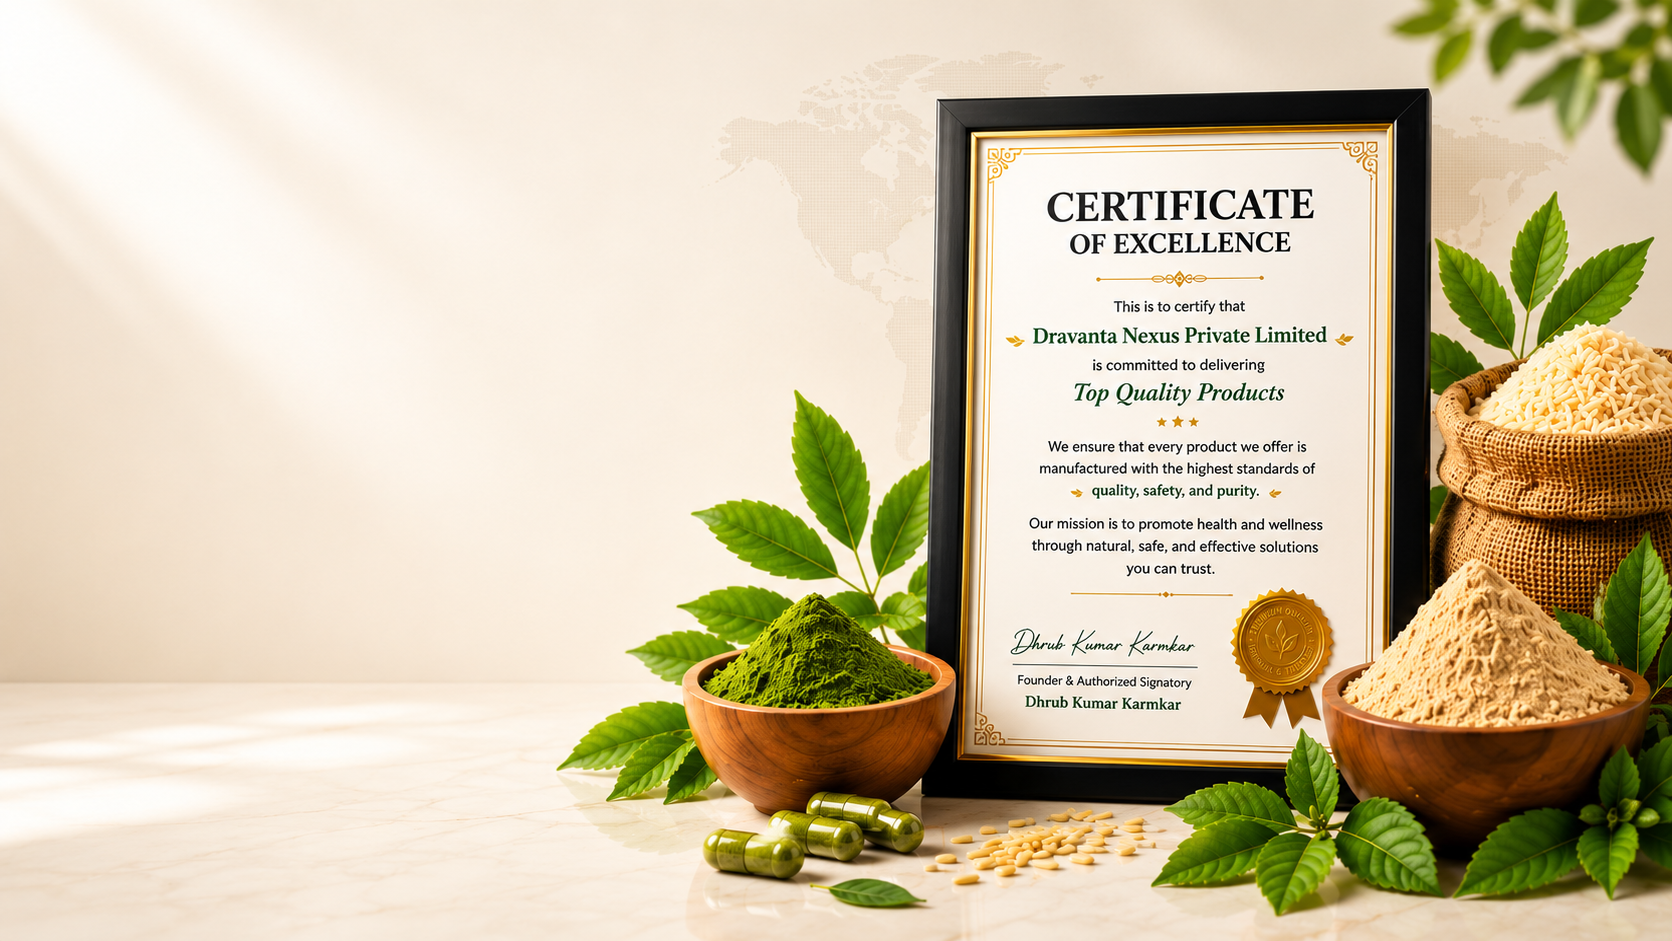 CERTIFICATE
OF EXCELLENCE
This is to certify that
Dravanta Nexus Private Limited
is committed to delivering
Top Quality Products
We ensure that every product we offer is
manufactured with the highest standards of
quality, safety, and purity.
Our mission is to promote health and wellness
through natural, safe, and effective solutions
you can trust.
Dhrub Kumar Karmkar
Founder & Authorized Signatory
Dhrub Kumar Karmkar